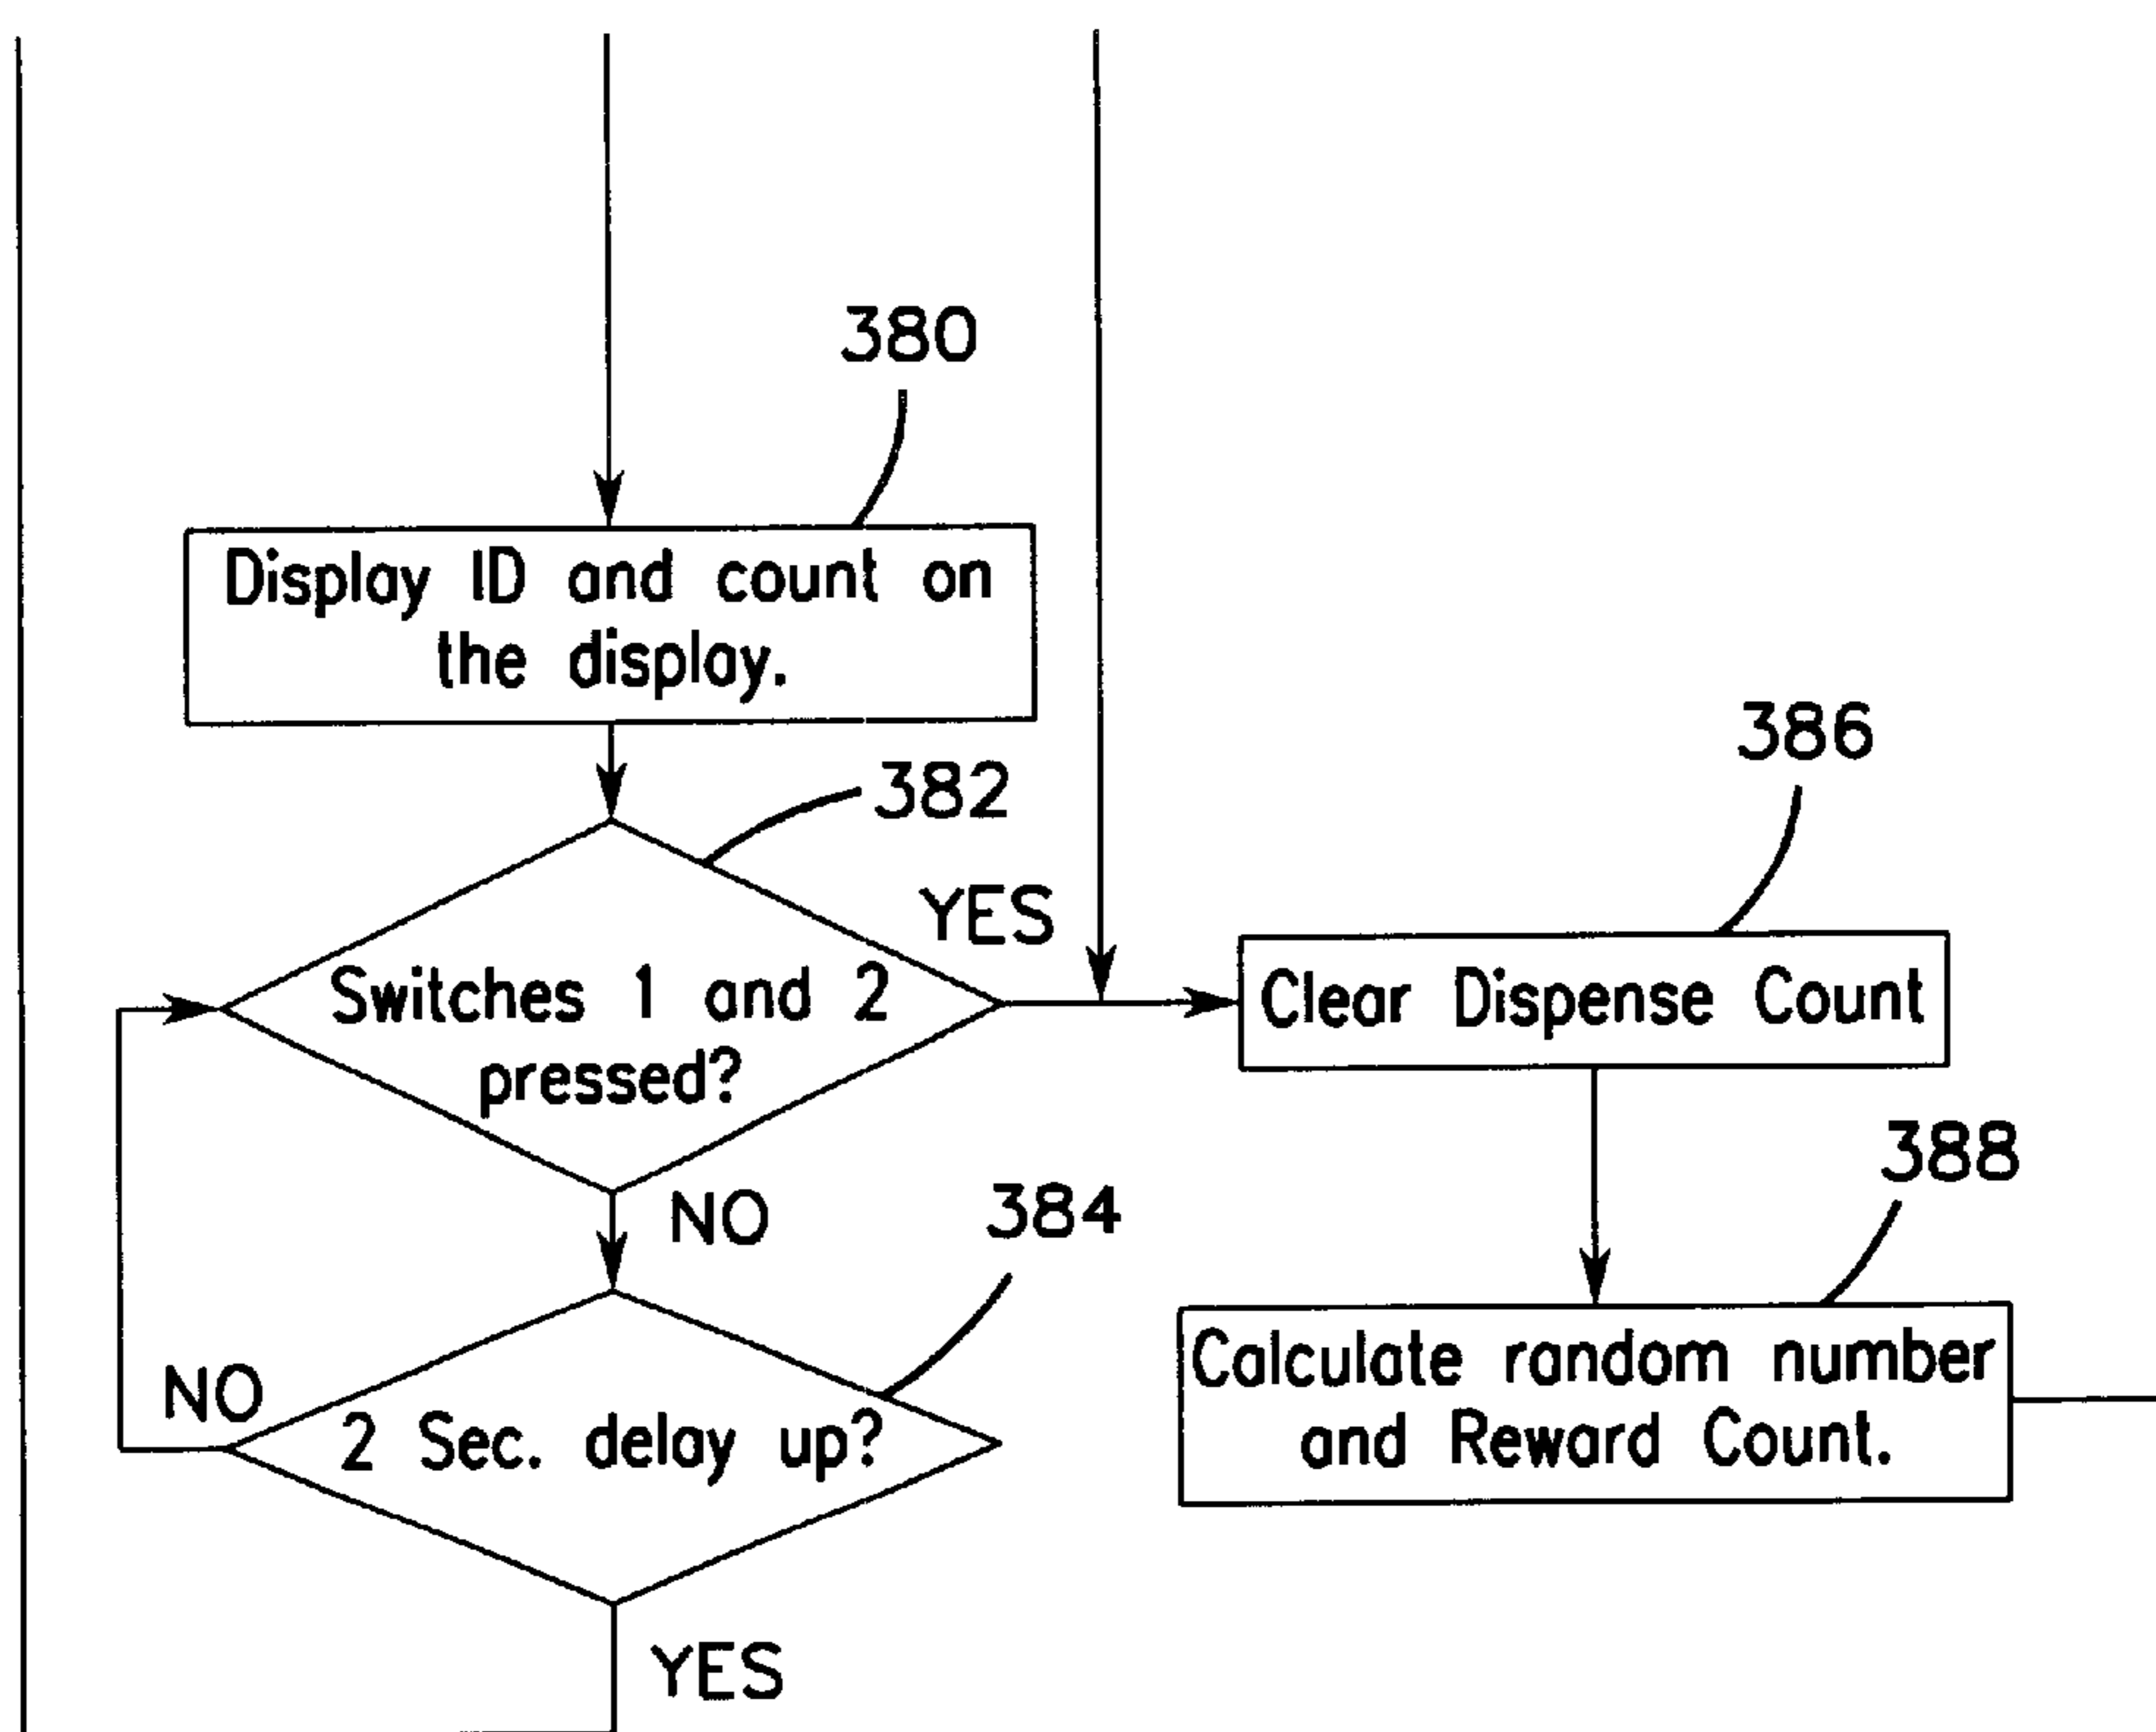 380
Display ID and count on
the display.
382
YES
Switches 1 and 2
pressed?
NO
384
NO
2 Sec. delay up?
YES
386
Clear Dispense Count
388
Calculate random number
and Reward Count.